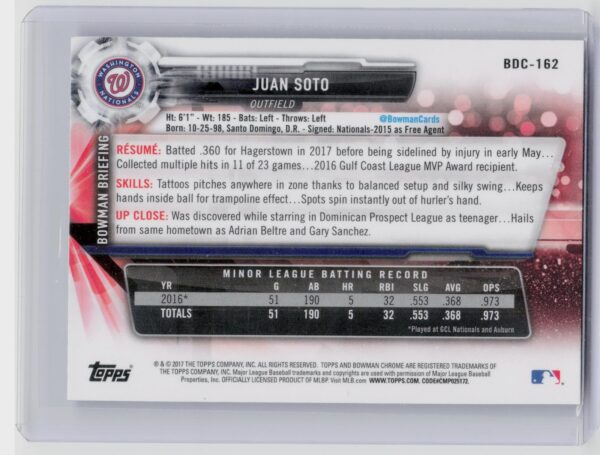 WASHINGTON
NATIONALS
W
BDC-162
JUAN SOTO
OUTFIELD
Ht: 6'1" • Wt: 185 • Bats: Left • Throws: Left @BowmanCards
Born: 10-25-98, Santo Domingo, D.R. • Signed: Nationals-2015 as Free Agent
BOWMAN BRIEFING
RÉSUMÉ: Batted .360 for Hagerstown in 2017 before being sidelined by injury in early May...
Collected multiple hits in 11 of 23 games...2016 Gulf Coast League MVP Award recipient.
SKILLS: Tattoos pitches anywhere in zone thanks to balanced setup and silky swing...Keeps
hands inside ball for trampoline effect...Spots spin instantly out of hurler's hand.
UP CLOSE: Was discovered while starring in Dominican Prospect League as teenager...Hails
from same hometown as Adrian Beltre and Gary Sanchez.
MINOR LEAGUE BATTING RECORD
YR G AB HR RBI SLG AVG OPS
2016* 51 190 5 32 .553 .368 .973
TOTALS 51 190 5 32 .553 .368 .973
*Played at GCL Nationals and Auburn
Topps
® & © 2017 THE TOPPS COMPANY, INC. ALL RIGHTS RESERVED. TOPPS AND BOWMAN CHROME ARE REGISTERED TRADEMARKS OF
THE TOPPS COMPANY, INC. Major League Baseball trademarks and copyrights are used with permission of Major League Baseball
Properties, Inc. OFFICIALLY LICENSED PRODUCT OF MLBP. Visit MLB.com WWW.TOPPS.COM. CODE#CMP025172.